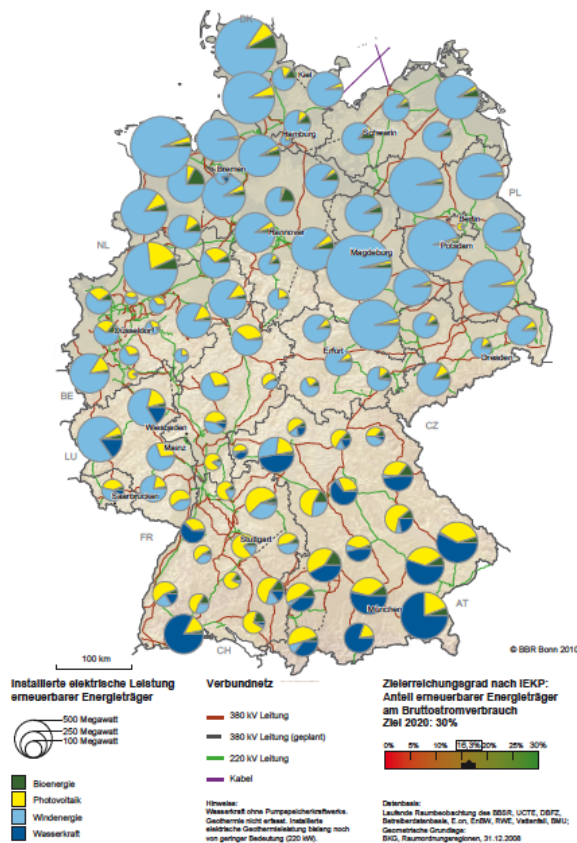 DK
Kiel
Hamburg
Schwerin
Bremen
PL
Berlin
NL
Hannover
Magdeburg
Potsdam
Düsseldorf
Erfurt
Dresden
BE
Wiesbaden
CZ
LU
Mainz
Saarbrücken
FR
Stuttgart
München
AT
CH
© BBR Bonn 2010
100 km
Installierte elektrische Leistung
erneuerbarer Energieträger
500 Megawatt
250 Megawatt
100 Megawatt
Bioenergie
Photovoltaik
Windenergie
Wasserkraft
Verbundnetz
380 kV Leitung
380 kV Leitung (geplant)
220 kV Leitung
Kabel
Hinweise:
Wasserkraft ohne Pumpspeicherkraftwerke.
Geothermie nicht erfasst. Installierte
elektrische Geothermieleistung bislang noch
von geringer Bedeutung (220 kW).
Zielerreichungsgrad nach IEKP:
Anteil erneuerbarer Energieträger
am Bruttostromverbrauch
Ziel 2020: 30%
0% 5% 10% 16,3% 20% 25% 30%
Datenbasis:
Laufende Raumbeobachtung des BBSR, UCTE, DBFZ,
Betreiberdatenbasis, E.on, EnBW, RWE, Vattenfall, BMU;
Geometrische Grundlage:
BKG, Raumordnungsregionen, 31.12.2008